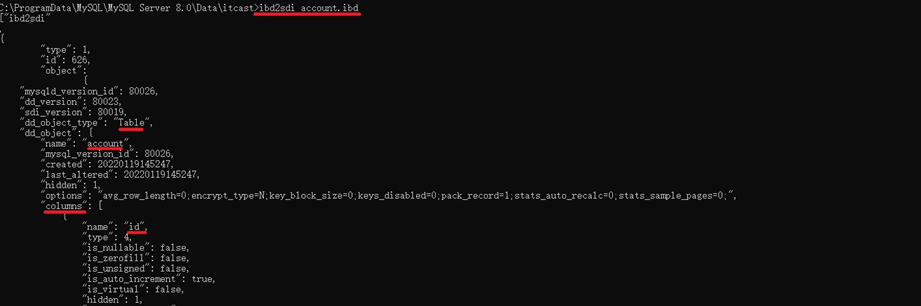 C:\ProgramData\MySQL\MySQL Server 8.0\Data\itcast>ibd2sdi account.ibd
["ibd2sdi"
,
{
"type": 1,
"id": 626,
"object":
{
"mysqld_version_id": 80026,
"dd_version": 80023,
"sdi_version": 80019,
"dd_object_type": "Table",
"dd_object": {
"name": "account",
"mysql_version_id": 80026,
"created": 20220119145247,
"last_altered": 20220119145247,
"hidden": 1,
"options": "avg_row_length=0;encrypt_type=N;key_block_size=0;keys_disabled=0;pack_record=1;stats_auto_recalc=0;stats_sample_pages=0;",
"columns": [
{
"name": "id",
"type": 4,
"is_nullable": false,
"is_zerofill": false,
"is_unsigned": false,
"is_auto_increment": true,
"is_virtual": false,
"hidden": 1,